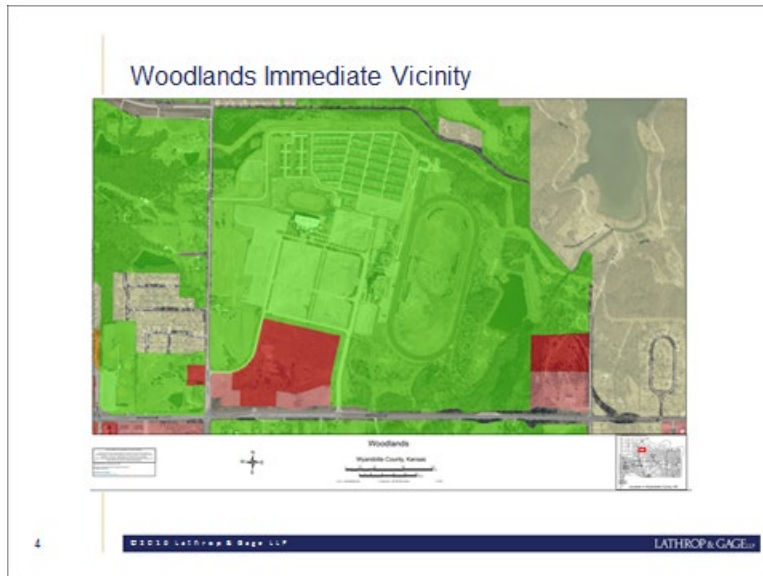 Woodlands Immediate Vicinity
Woodlands
Wyandotte County, Kansas
4
©2010 Lathrop & Gage LLP
LATHROP & GAGE LLP